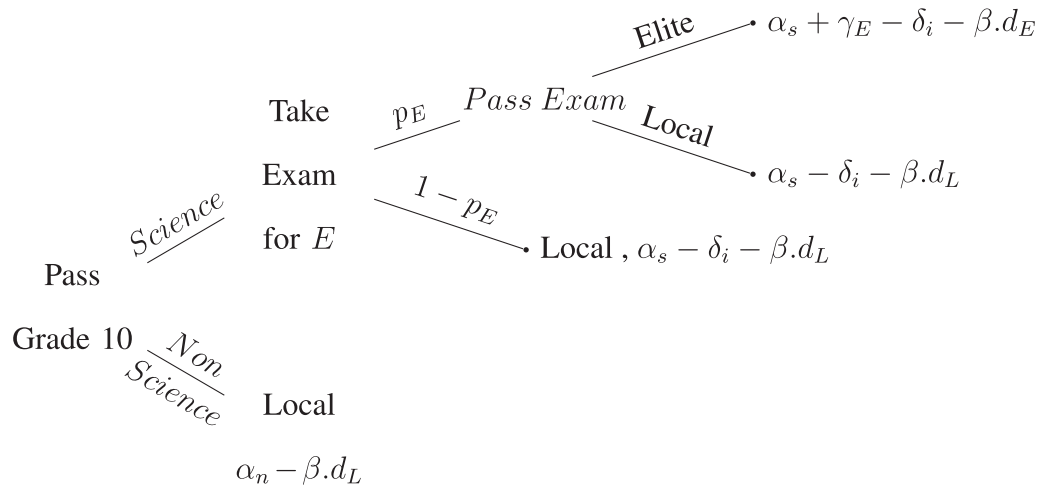 Elite
α_s + γ_E − δ_i − β.d_E
Pass Exam
p_E
Take
Exam
for E
Local
α_s − δ_i − β.d_L
1 − p_E
Local , α_s − δ_i − β.d_L
Science
Pass
Grade 10
Non
Science
Local
α_n − β.d_L